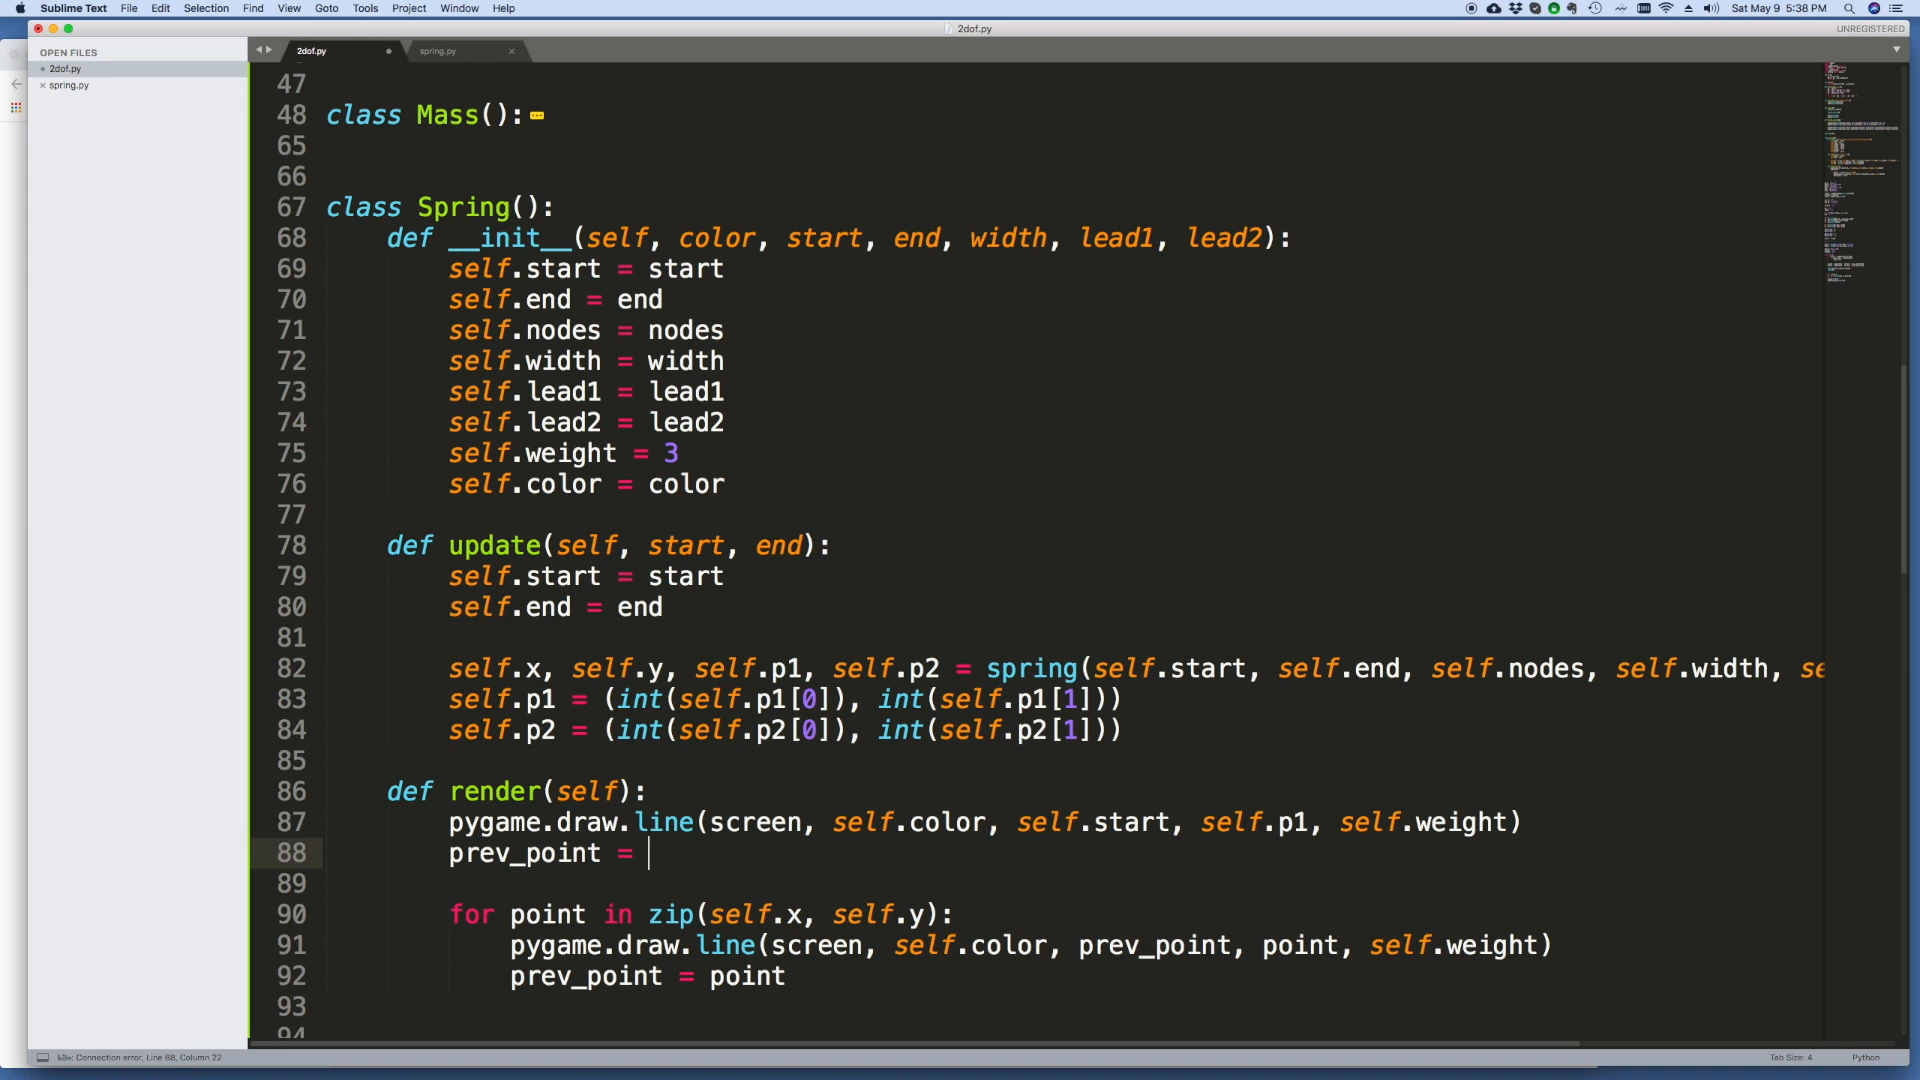 Sublime Text File Edit Selection Find View Goto Tools Project Window Help
Sat May 9 5:38 PM
2dof.py
UNREGISTERED
OPEN FILES
2dof.py
spring.py
2dof.py
spring.py
47
48 class Mass():
65
66
67 class Spring():
68 def __init__(self, color, start, end, width, lead1, lead2):
69 self.start = start
70 self.end = end
71 self.nodes = nodes
72 self.width = width
73 self.lead1 = lead1
74 self.lead2 = lead2
75 self.weight = 3
76 self.color = color
77
78 def update(self, start, end):
79 self.start = start
80 self.end = end
81
82 self.x, self.y, self.p1, self.p2 = spring(self.start, self.end, self.nodes, self.width, se
83 self.p1 = (int(self.p1[0]), int(self.p1[1]))
84 self.p2 = (int(self.p2[0]), int(self.p2[1]))
85
86 def render(self):
87 pygame.draw.line(screen, self.color, self.start, self.p1, self.weight)
88 prev_point =
89
90 for point in zip(self.x, self.y):
91 pygame.draw.line(screen, self.color, prev_point, point, self.weight)
92 prev_point = point
93
94
kite: Connection error, Line 88, Column 22
Tab Size: 4
Python